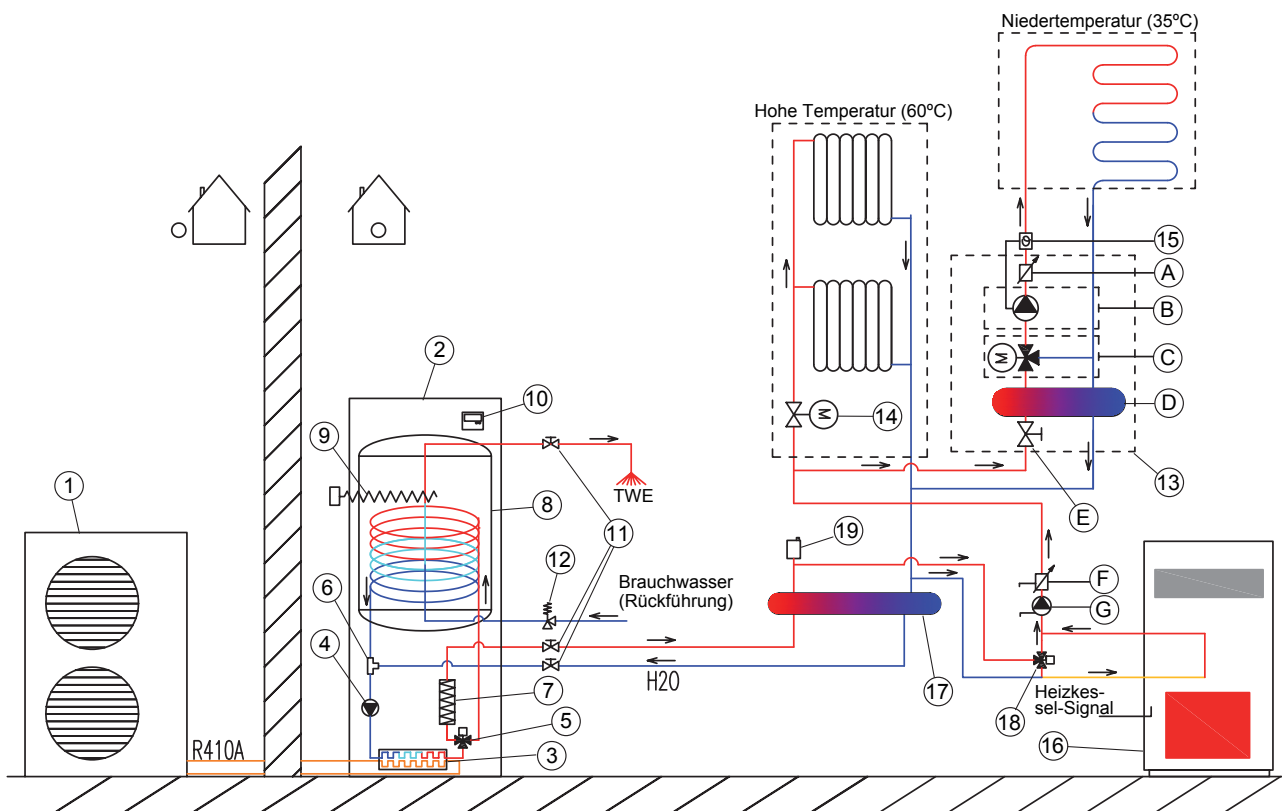 Niedertemperatur (35ºC)
Hohe Temperatur (60ºC)
15
A
B
M
C
2
10
M
14
D
9
13
1
TWE
8
E
11
19
12
6
Brauchwasser
(Rückführung)
F
G
4
H2O
17
7
18
Heizkes-
sel-Signal
5
16
R410A
3